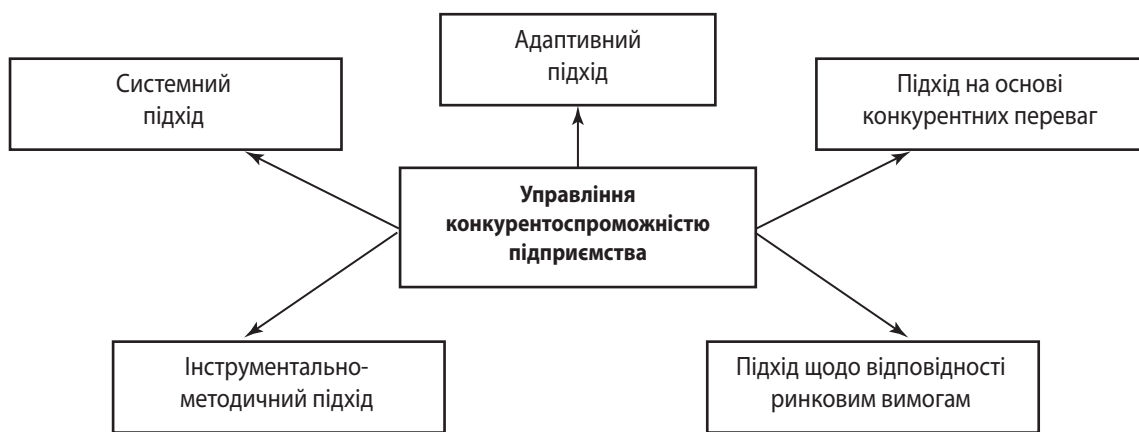 Адаптивний
підхід
Системний
підхід
Підхід на основі
конкурентних переваг
Управління
конкурентоспроможністю
підприємства
Інструментально-
методичний підхід
Підхід щодо відповідності
ринковим вимогам